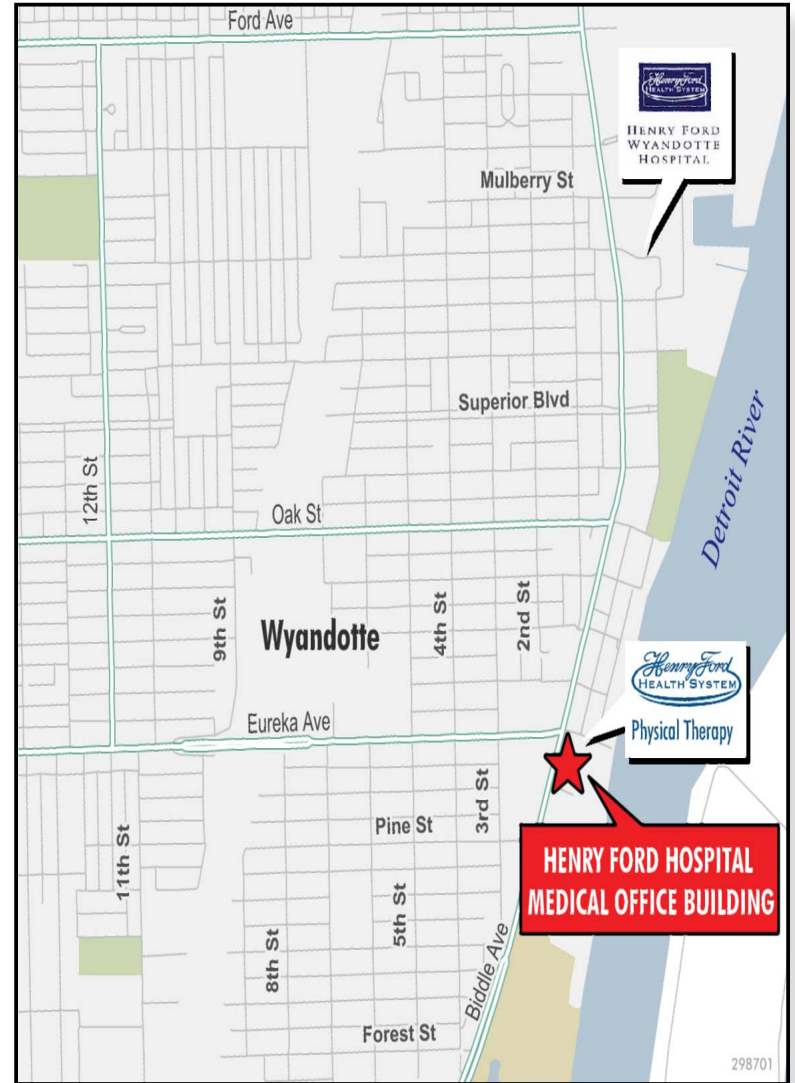 Ford Ave
Henry Ford
HEALTH SYSTEM
HENRY FORD
WYANDOTTE
HOSPITAL
Mulberry St
Superior Blvd
Detroit River
12th St
Oak St
9th St
Wyandotte
4th St
2nd St
Henry Ford
HEALTH SYSTEM
Physical Therapy
Eureka Ave
3rd St
Pine St
11th St
HENRY FORD HOSPITAL
MEDICAL OFFICE BUILDING
5th St
8th St
Biddle Ave
Forest St
298701